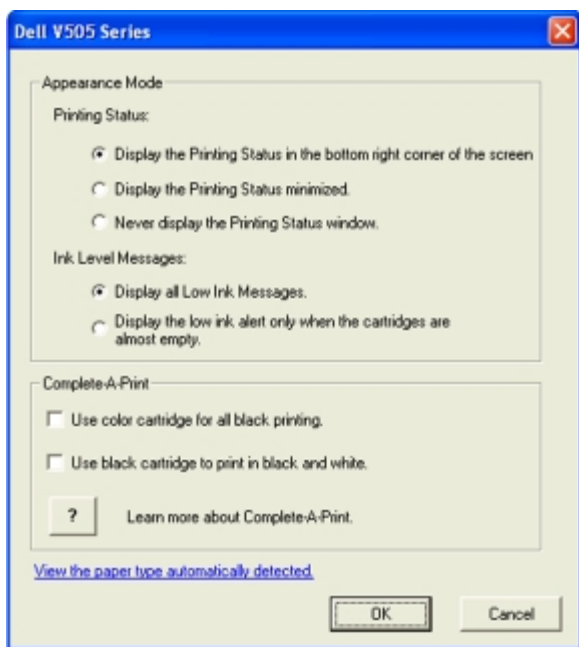 Dell V505 Series
Appearance Mode
Printing Status:
Display the Printing Status in the bottom right corner of the screen
Display the Printing Status minimized.
Never display the Printing Status window.
Ink Level Messages:
Display all Low Ink Messages.
Display the low ink alert only when the cartridges are
almost empty.
Complete-A-Print
Use color cartridge for all black printing.
Use black cartridge to print in black and white.
?
Learn more about Complete-A-Print.
View the paper type automatically detected.
OK
Cancel